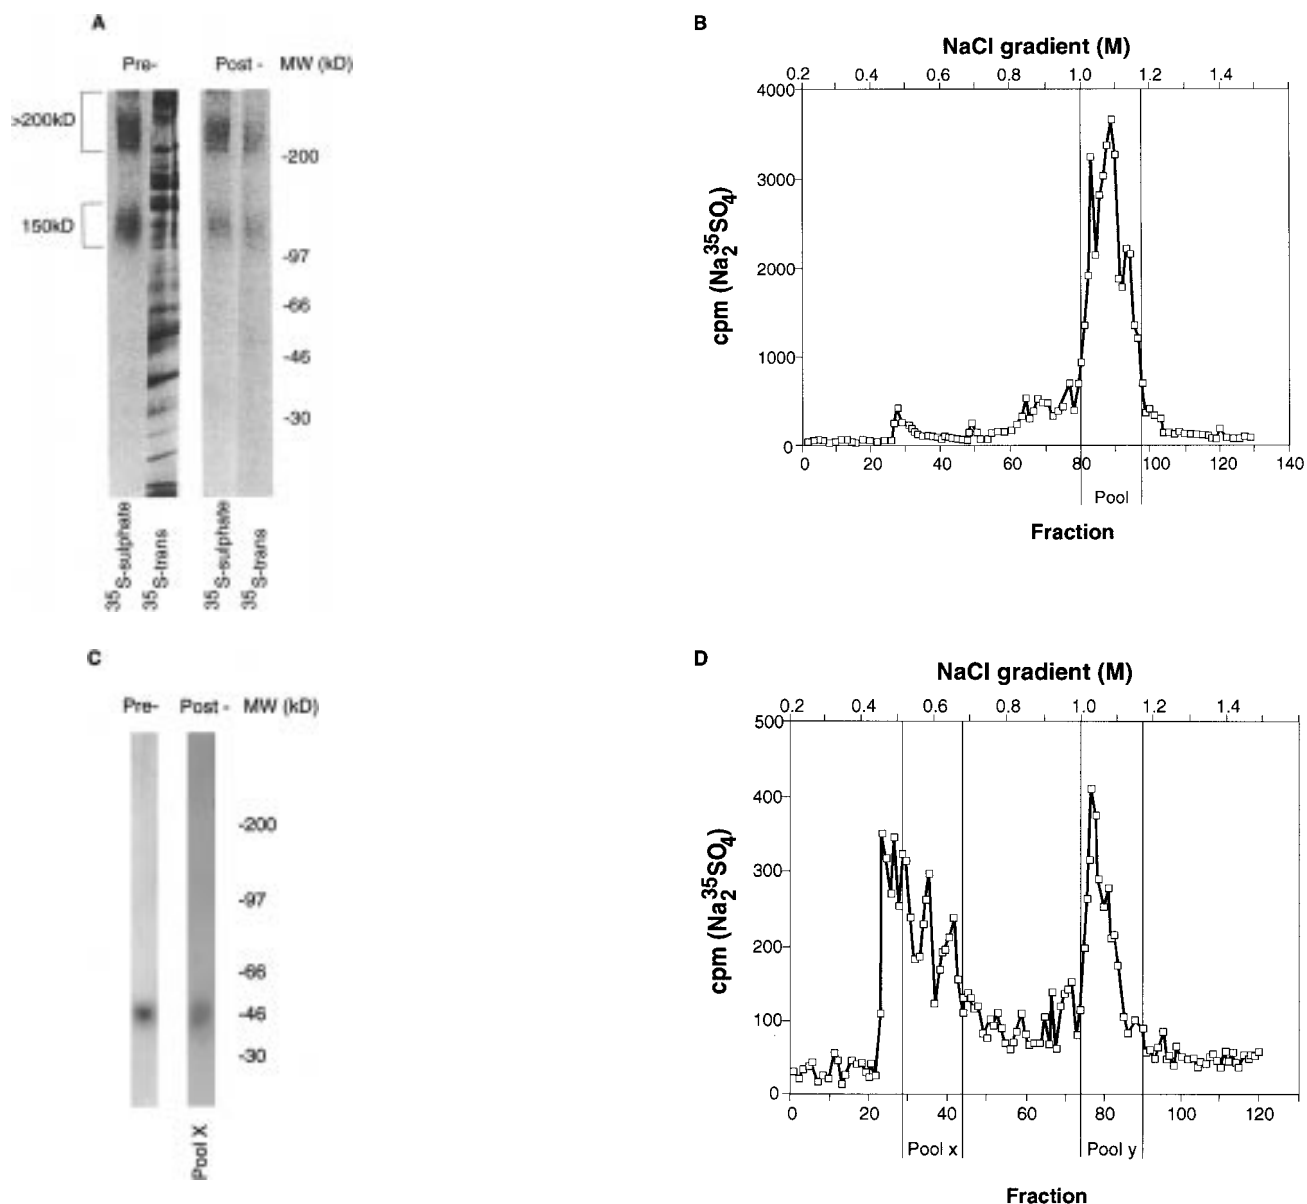 A
Pre- Post - MW (kD)
>200kD
150kD
-200
-97
-66
-46
-30
35S-sulphate
35S-trans
35S-sulphate
35S-trans
B
NaCl gradient (M)
0.2 0.4 0.6 0.8 1.0 1.2 1.4
4000
3000
2000
1000
0
cpm (Na2 35SO4)
0 20 40 60 80 100 120 140
Pool
Fraction
C
Pre- Post - MW (kD)
-200
-97
-66
-46
-30
Pool X
D
NaCl gradient (M)
0.2 0.4 0.6 0.8 1.0 1.2 1.4
500
400
300
200
100
0
cpm (Na2 35SO4)
0 20 40 60 80 100 120
Pool x Pool y
Fraction